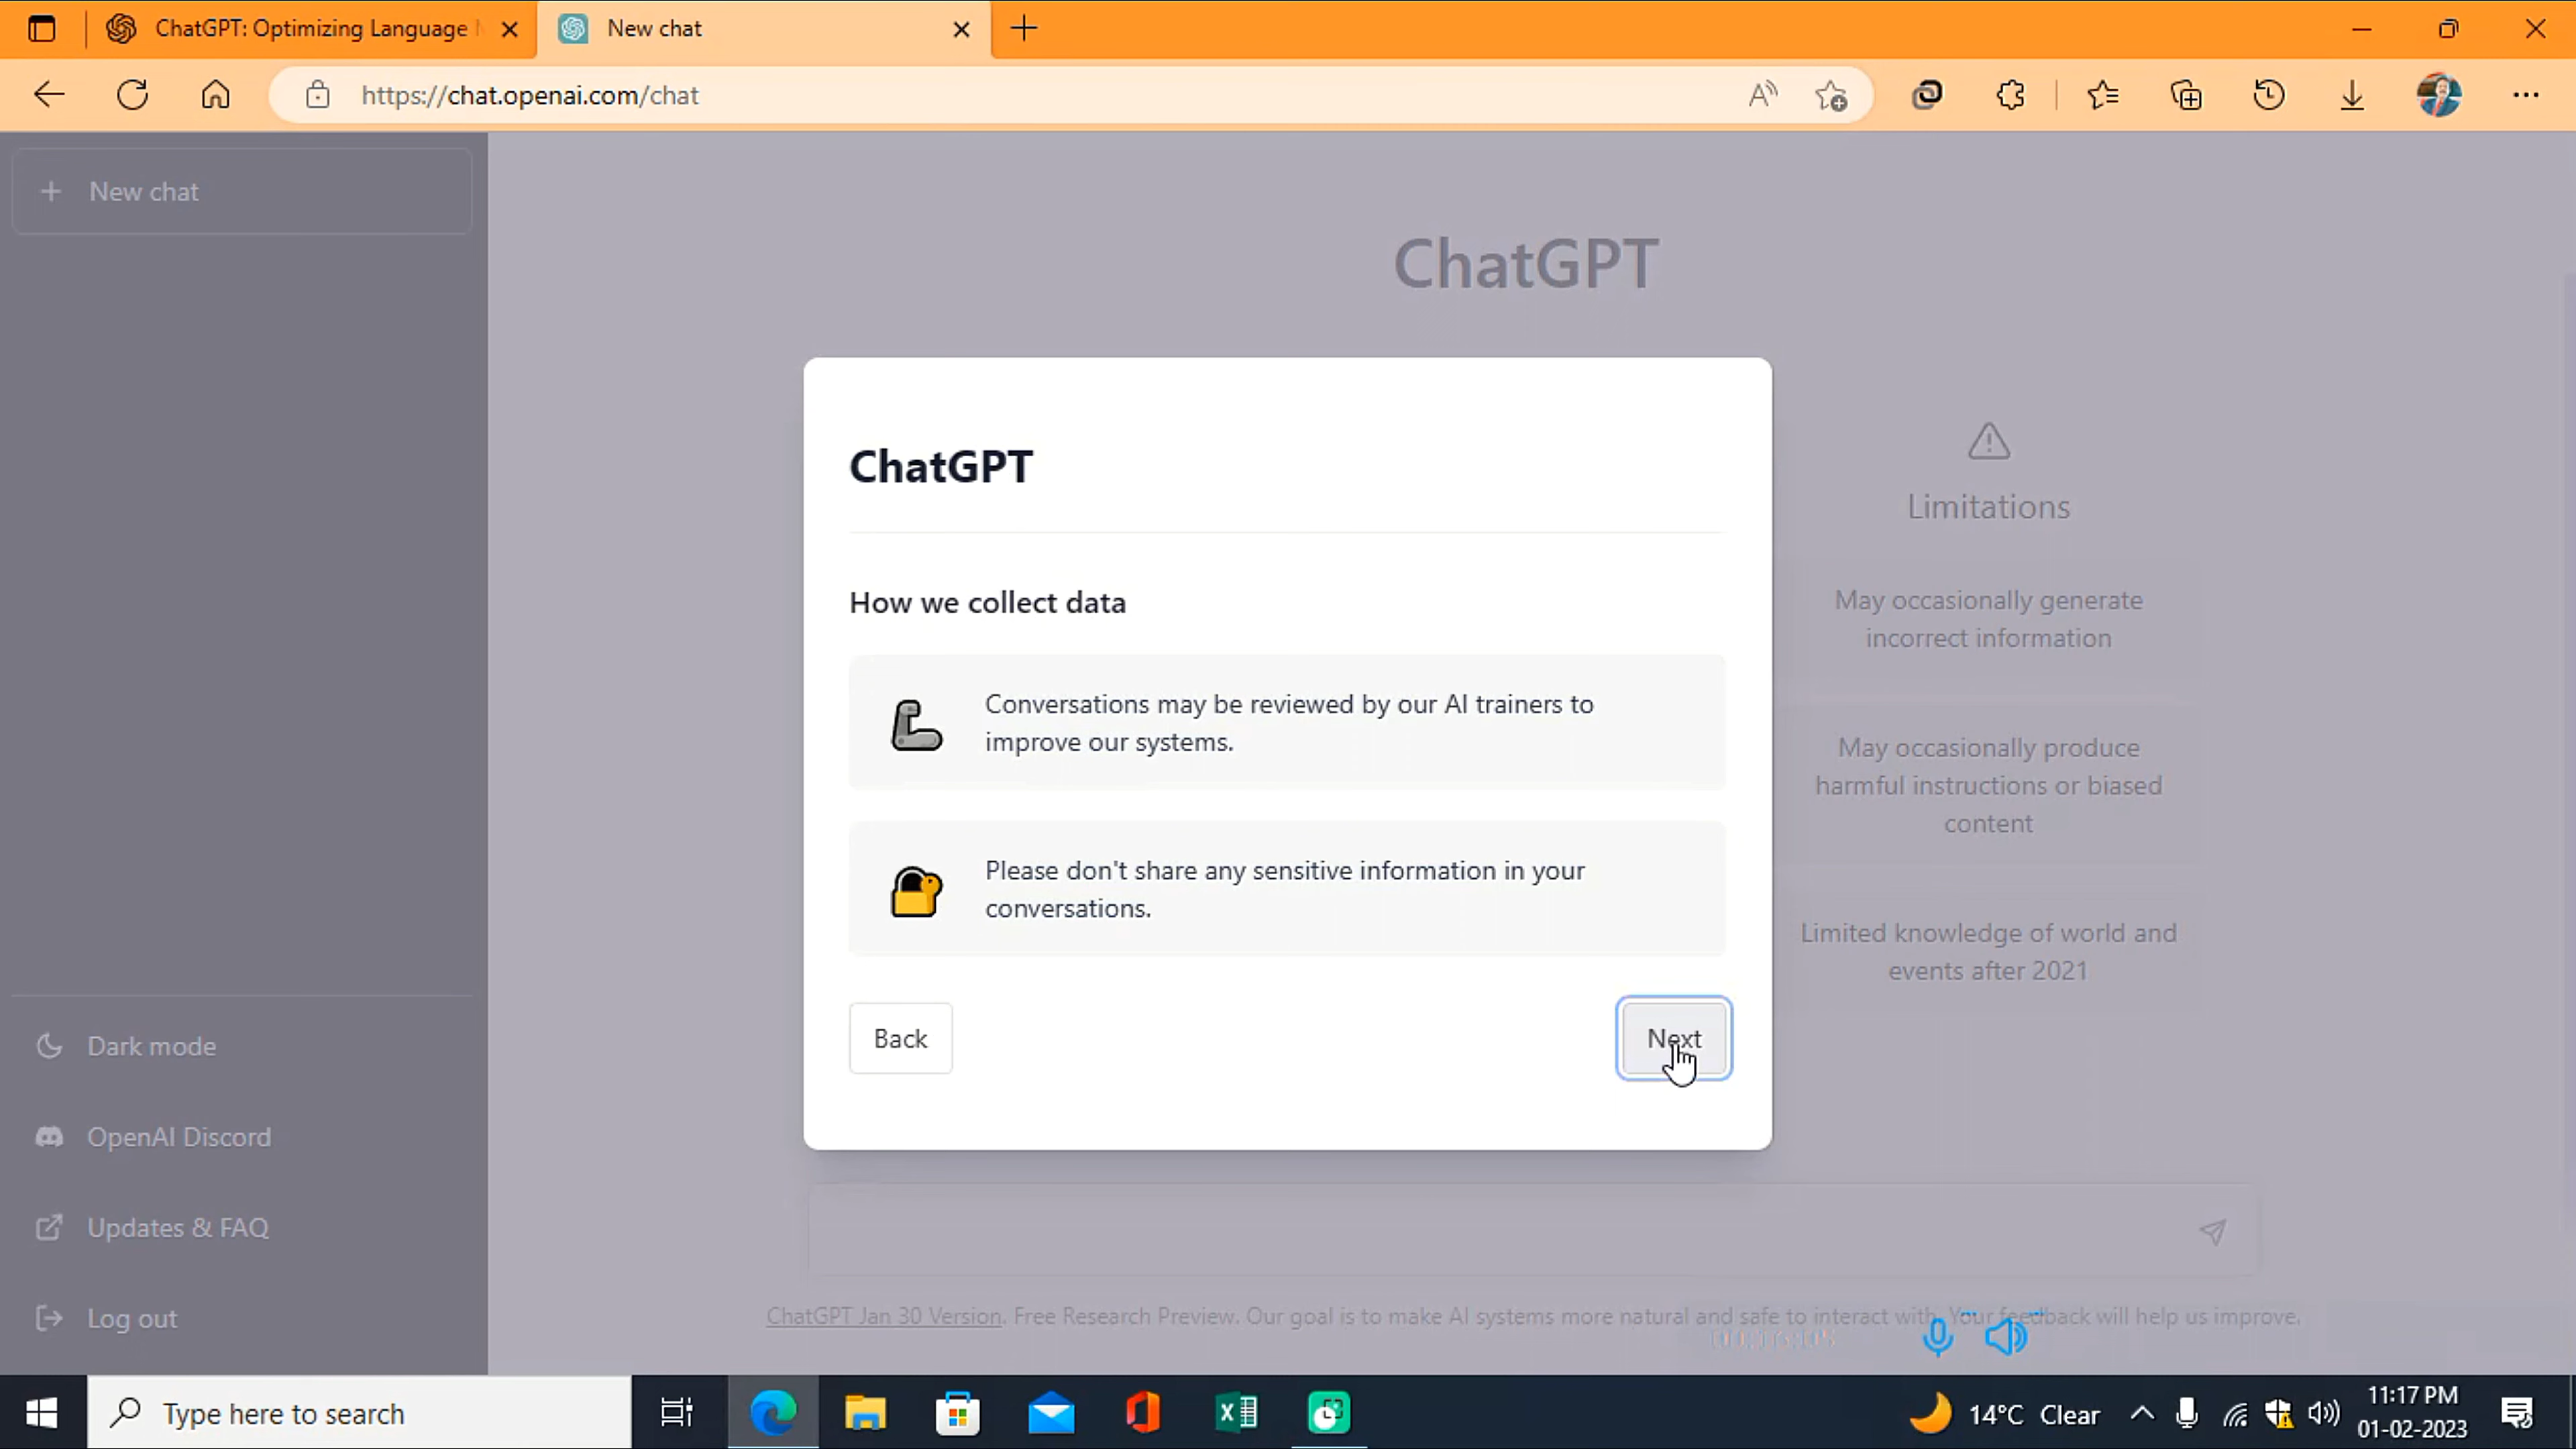 ChatGPT: Optimizing Language
New chat
https://chat.openai.com/chat
New chat
ChatGPT
ChatGPT
How we collect data
Conversations may be reviewed by our AI trainers to
improve our systems.
Please don't share any sensitive information in your
conversations.
Back
Next
Limitations
May occasionally generate
incorrect information
May occasionally produce
harmful instructions or biased
content
Limited knowledge of world and
events after 2021
Dark mode
OpenAI Discord
Updates & FAQ
Log out
ChatGPT Jan 30 Version. Free Research Preview. Our goal is to make AI systems more natural and safe to interact with. Your feedback will help us improve.
Type here to search
14°C Clear
11:17 PM
01-02-2023